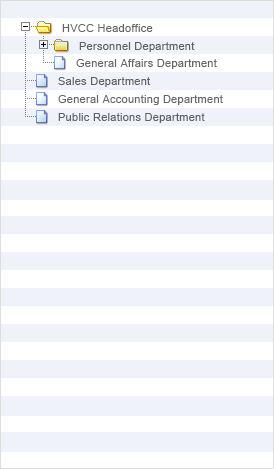 HVCC Headoffice
Personnel Department
General Affairs Department
Sales Department
General Accounting Department
Public Relations Department